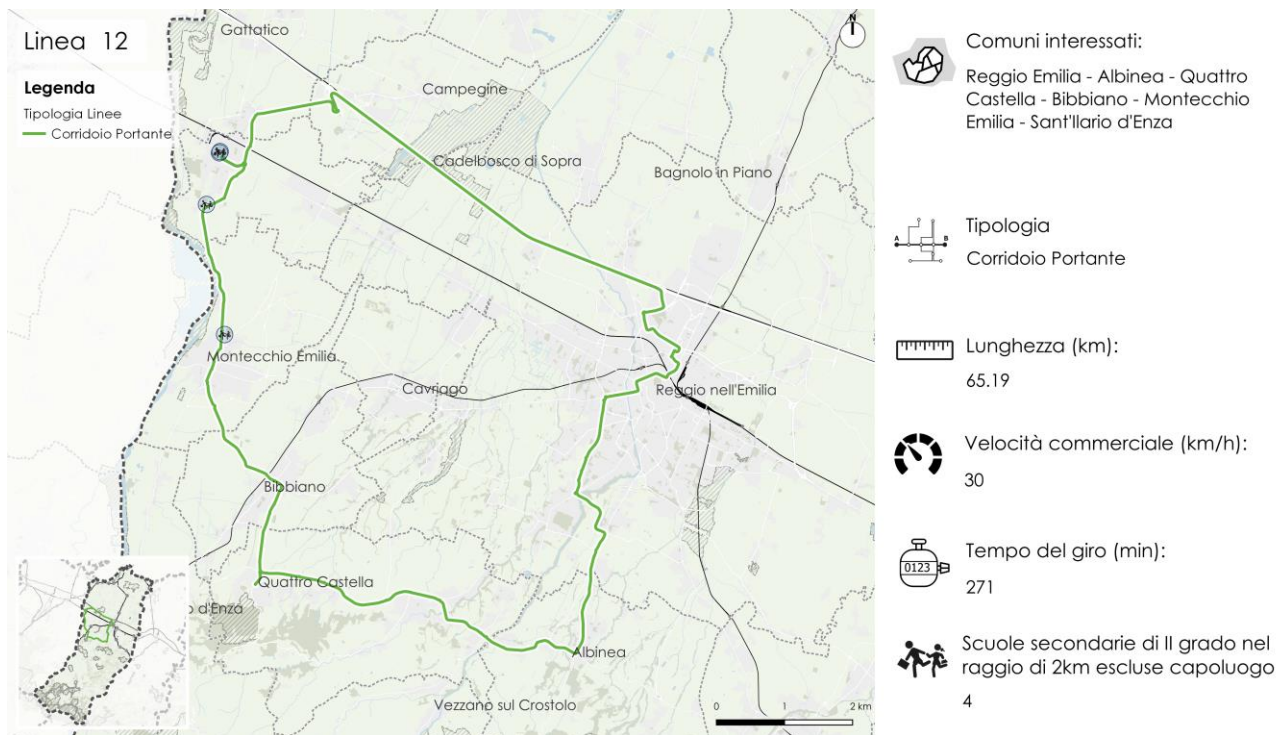 Linea 12
Legenda
Tipologia Linee
Corridoio Portante
Gattatico
Campegine
Cadelbosco di Sopra
Bagnolo in Piano
Montecchio Emilia
Cavriago
Reggio nell'Emilia
Bibbiano
Quattro Castella
o d'Enza
Albinea
Vezzano sul Crostolo
N
0 1 2 km
Comuni interessati:
Reggio Emilia - Albinea - Quattro
Castella - Bibbiano - Montecchio
Emilia - Sant'Ilario d'Enza
A B
Tipologia
Corridoio Portante
Lunghezza (km):
65.19
Velocità commerciale (km/h):
30
0123
Tempo del giro (min):
271
Scuole secondarie di II grado nel
raggio di 2km escluse capoluogo
4